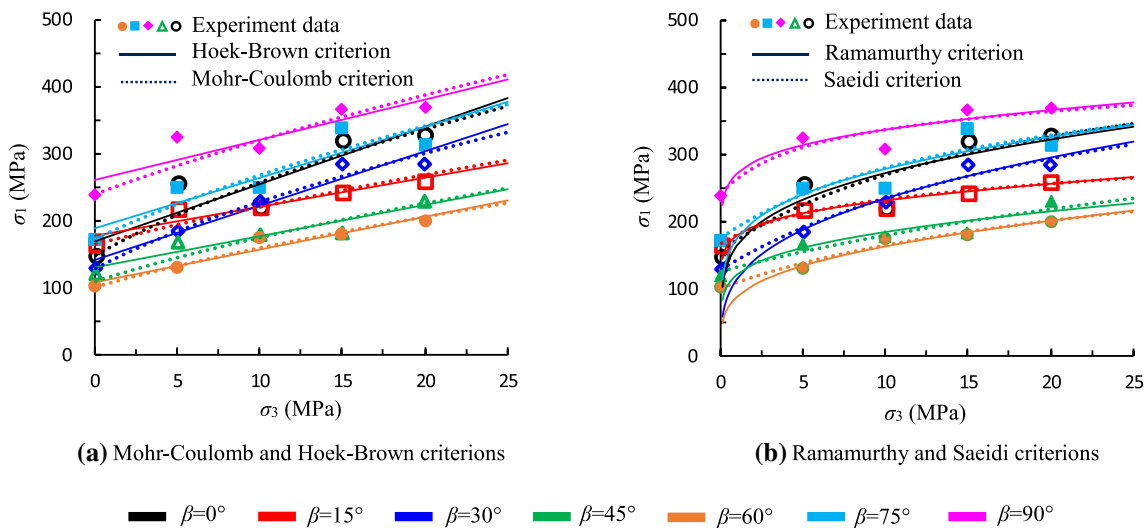 500
400
300
200
100
0
σ1 (MPa)
Experiment data
Hoek-Brown criterion
Mohr-Coulomb criterion
0 5 10 15 20 25
σ3 (MPa)
(a) Mohr-Coulomb and Hoek-Brown criterions
500
400
300
200
100
0
σ1 (MPa)
Experiment data
Ramamurthy criterion
Saeidi criterion
0 5 10 15 20 25
σ3 (MPa)
(b) Ramamurthy and Saeidi criterions
β=0° β=15° β=30° β=45° β=60° β=75° β=90°